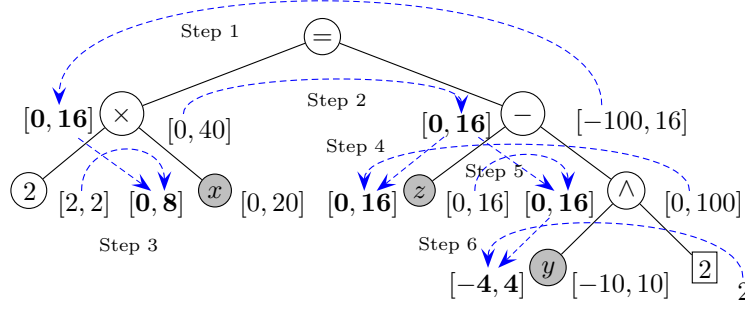 Step 1 =
[0, 16] × [0, 40] Step 2 [0, 16] − [−100, 16]
Step 4
Step 5
2 [2, 2] [0, 8] x [0, 20] [0, 16] z [0, 16] [0, 16] ∧ [0, 100]
Step 3 Step 6
[−4, 4] y [−10, 10] 2 2